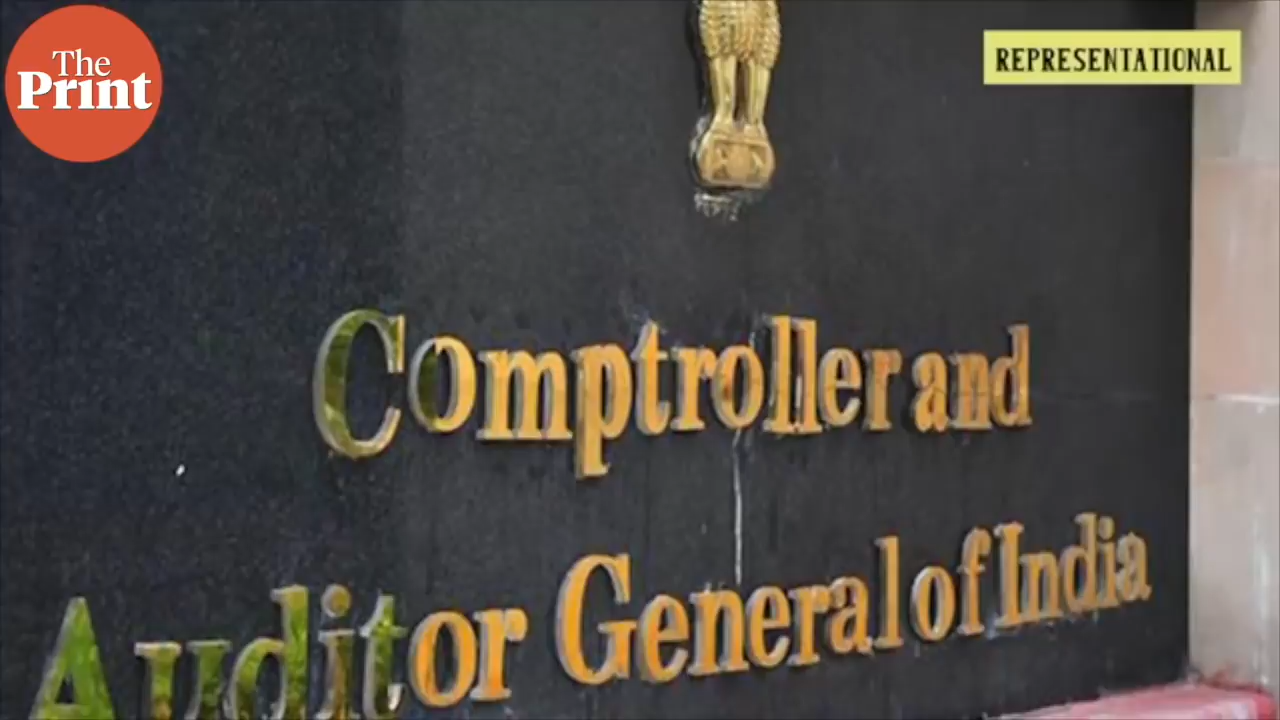 The
Print
REPRESENTATIONAL
Comptroller and
Auditor General of India